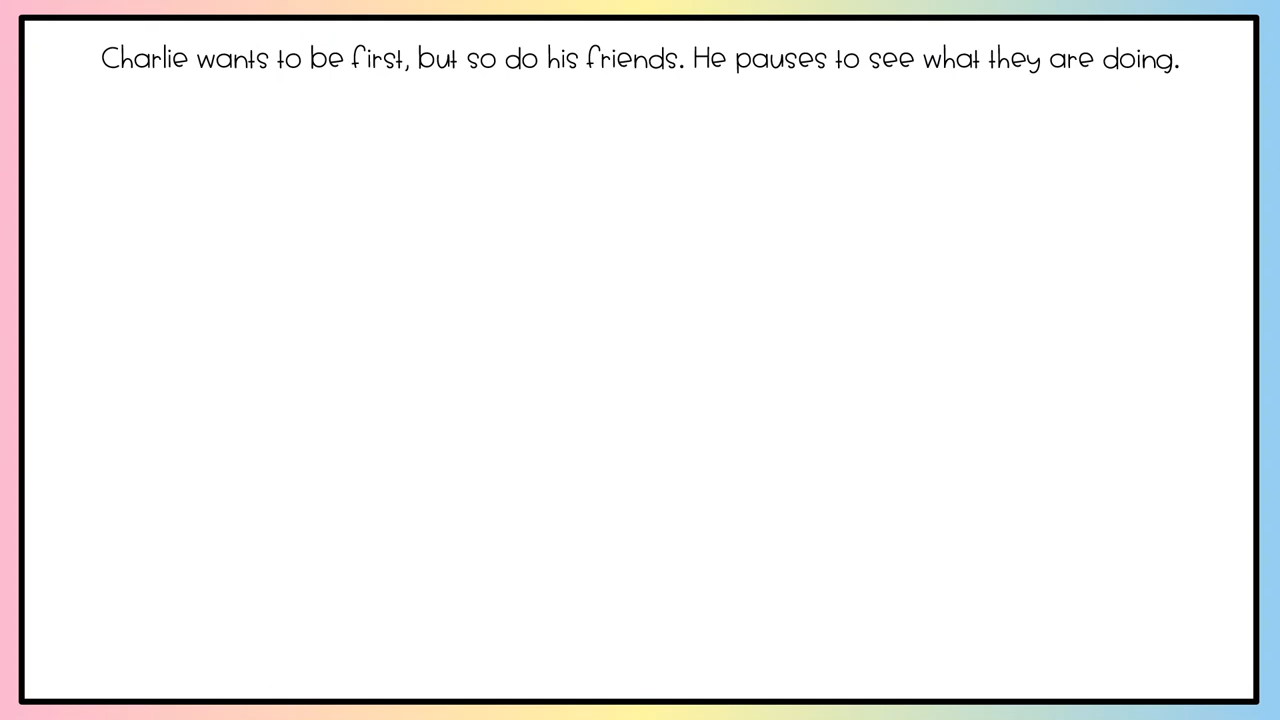 Charlie wants to be first, but so do his friends. He pauses to see what they are doing.